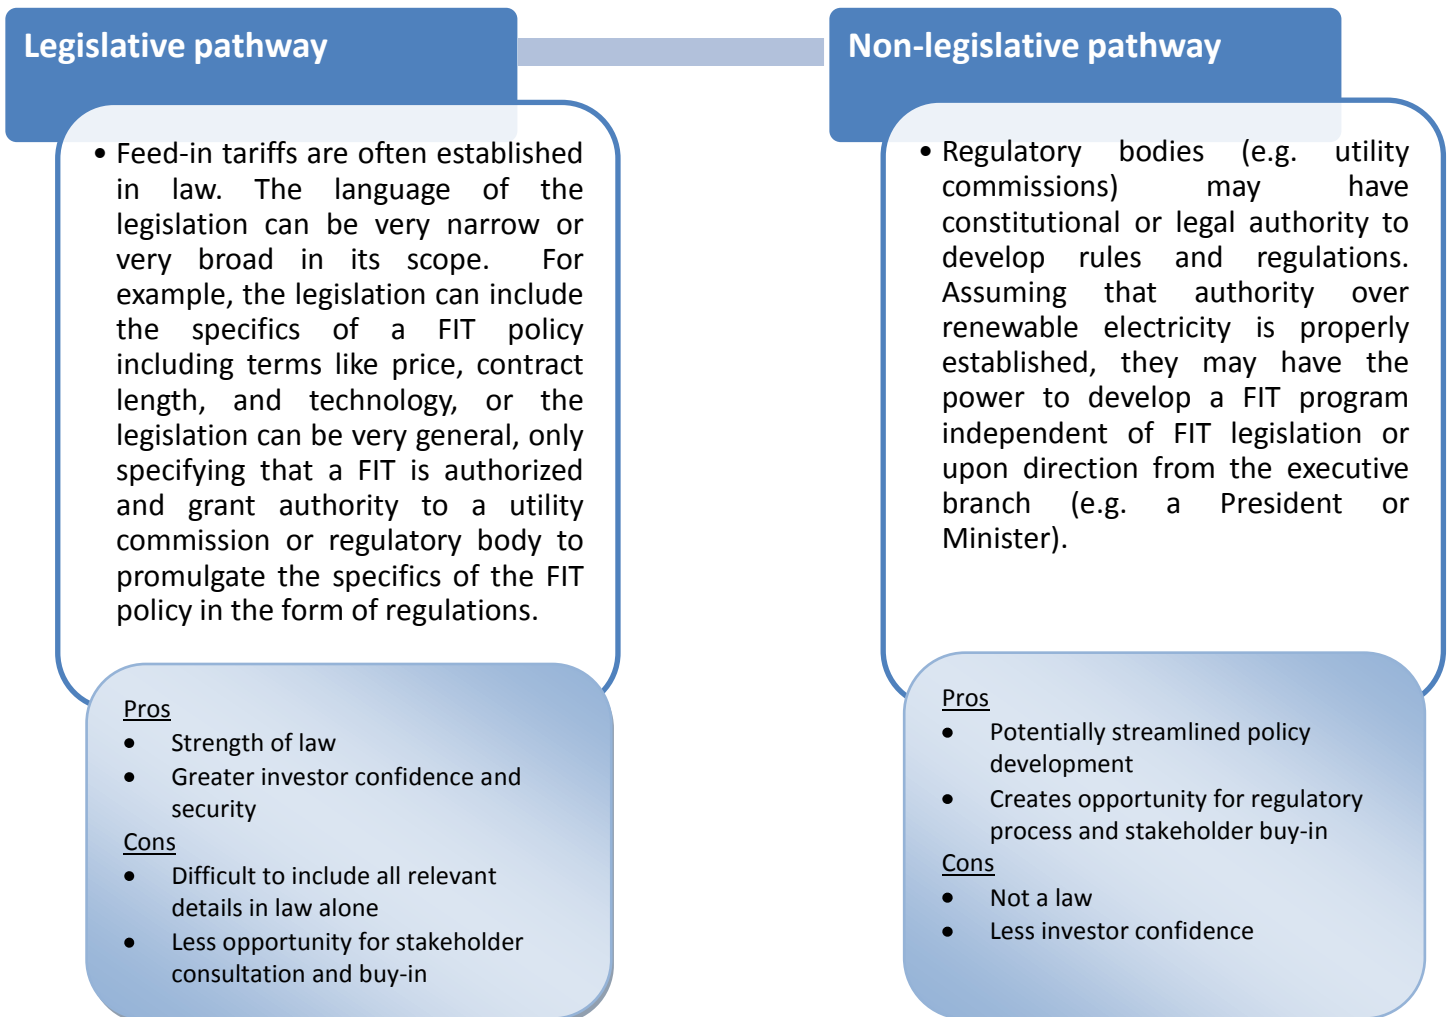 Legislative pathway
• Feed-in tariffs are often established
in law. The language of the
legislation can be very narrow or
very broad in its scope. For
example, the legislation can include
the specifics of a FIT policy
including terms like price, contract
length, and technology, or the
legislation can be very general, only
specifying that a FIT is authorized
and grant authority to a utility
commission or regulatory body to
promulgate the specifics of the FIT
policy in the form of regulations.
Pros
• Strength of law
• Greater investor confidence and
security
Cons
• Difficult to include all relevant
details in law alone
• Less opportunity for stakeholder
consultation and buy-in
Non-legislative pathway
• Regulatory bodies (e.g. utility
commissions) may have
constitutional or legal authority to
develop rules and regulations.
Assuming that authority over
renewable electricity is properly
established, they may have the
power to develop a FIT program
independent of FIT legislation or
upon direction from the executive
branch (e.g. a President or
Minister).
Pros
• Potentially streamlined policy
development
• Creates opportunity for regulatory
process and stakeholder buy-in
Cons
• Not a law
• Less investor confidence